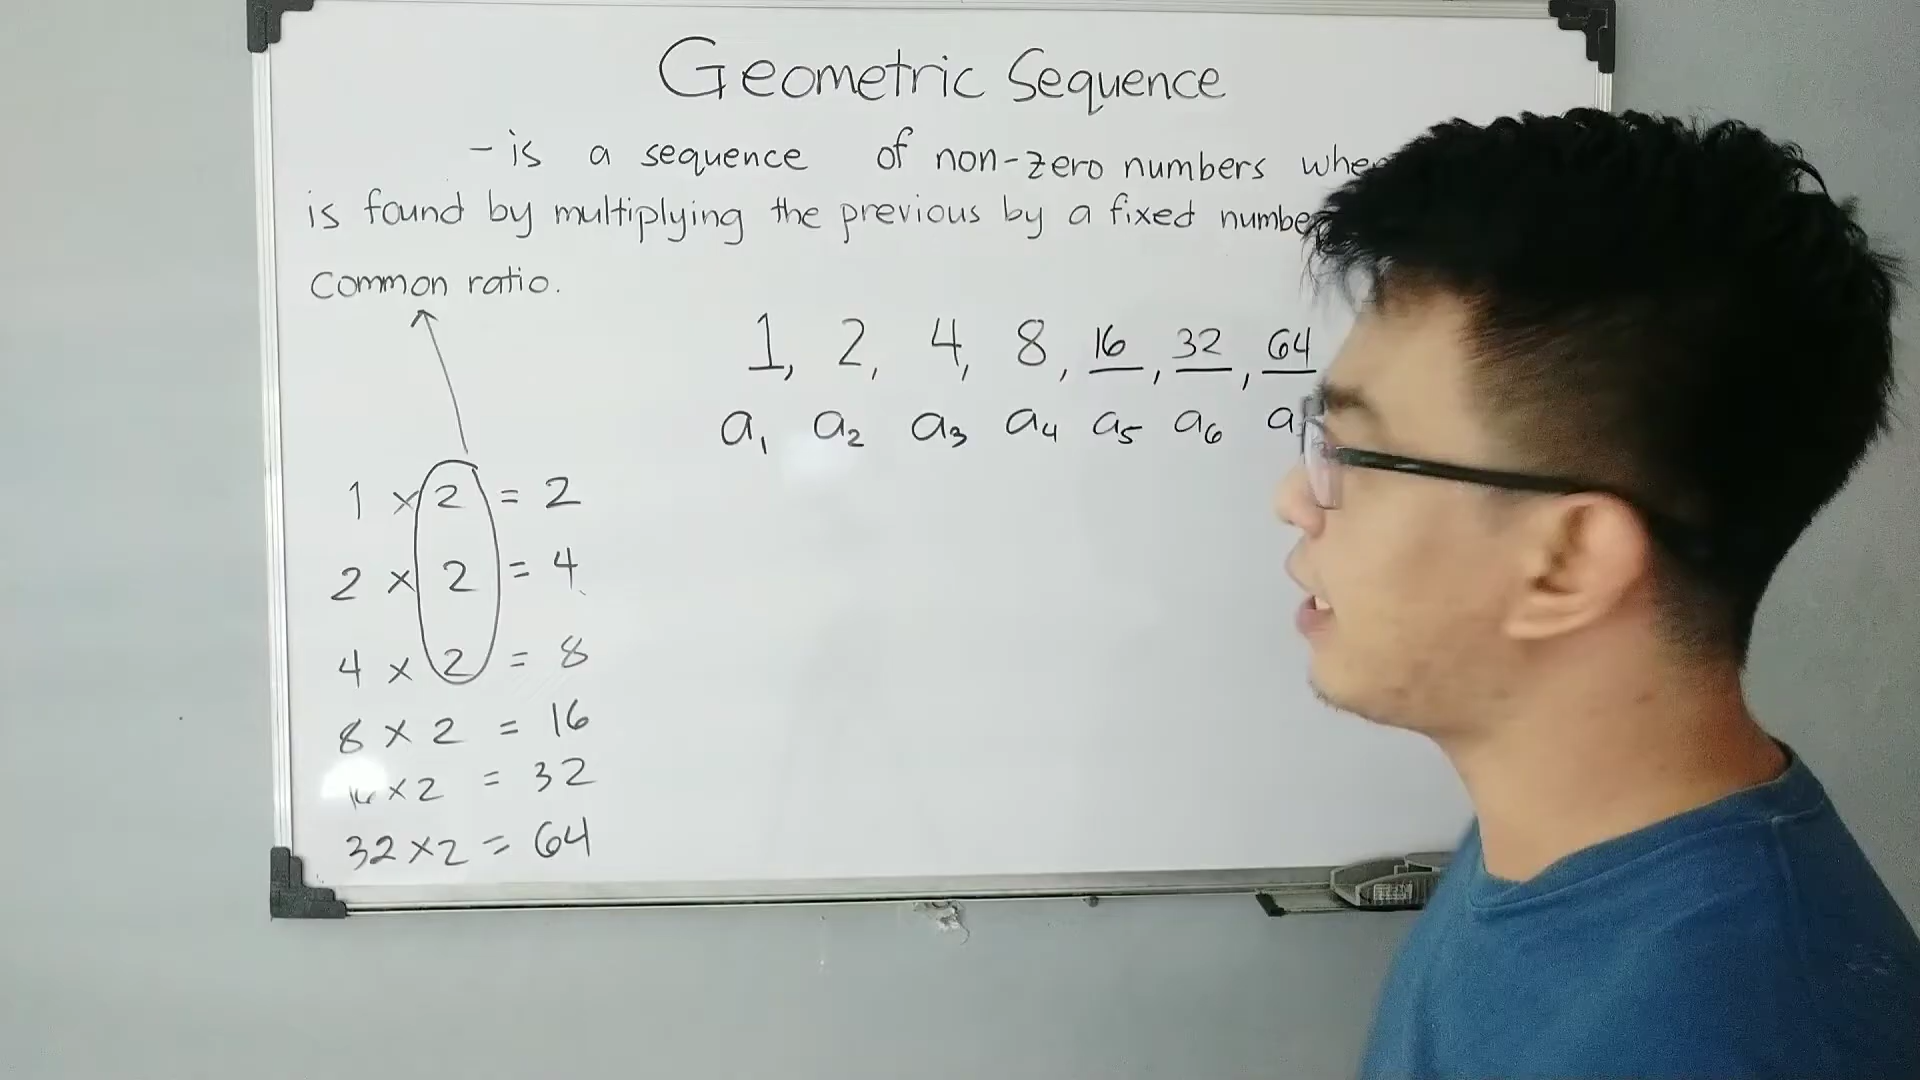 Geometric Sequence
- is a sequence of non-zero numbers
is found by multiplying the previous by a fixed
common ratio.
1, 2, 4, 8, 16, 32, 64
a1 a2 a3 a4 a5 a6 a
1 × 2 = 2
2 × 2 = 4
4 × 2 = 8
8 × 2 = 16
16 × 2 = 32
32 × 2 = 64